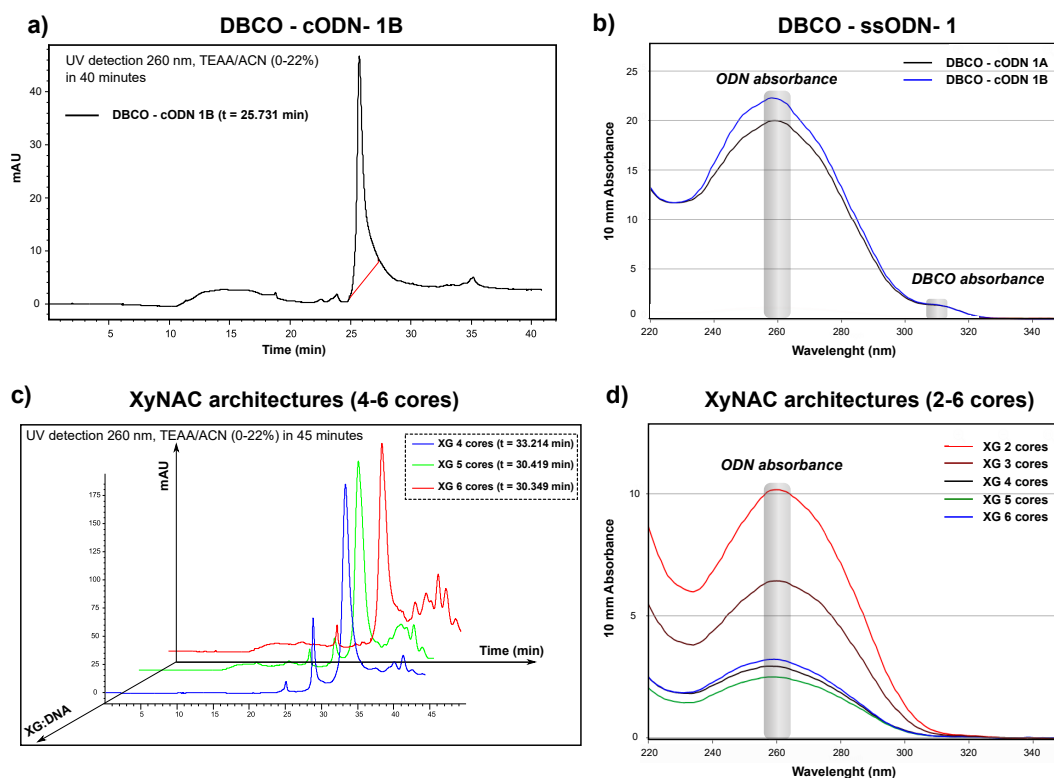 a)
DBCO - cODN- 1B
UV detection 260 nm, TEAA/ACN (0-22%)
in 40 minutes
DBCO - cODN 1B (t = 25.731 min)
mAU
40
30
20
10
0
5
10
15
20
25
30
35
40
Time (min)
b)
DBCO - ssODN- 1
ODN absorbance
DBCO - cODN 1A
DBCO - cODN 1B
DBCO absorbance
10 mm Absorbance
25
20
15
10
5
0
220
240
260
280
300
320
340
Wavelenght (nm)
c)
XyNAC architectures (4-6 cores)
UV detection 260 nm, TEAA/ACN (0-22%) in 45 minutes
XG 4 cores (t = 33.214 min)
XG 5 cores (t = 30.419 min)
XG 6 cores (t = 30.349 min)
mAU
175
150
125
100
75
50
25
0
5
10
15
20
25
30
35
40
45
Time (min)
XG:DNA
d)
XyNAC architectures (2-6 cores)
ODN absorbance
XG 2 cores
XG 3 cores
XG 4 cores
XG 5 cores
XG 6 cores
10 mm Absorbance
10
5
0
220
240
260
280
300
320
340
Wavelenght (nm)